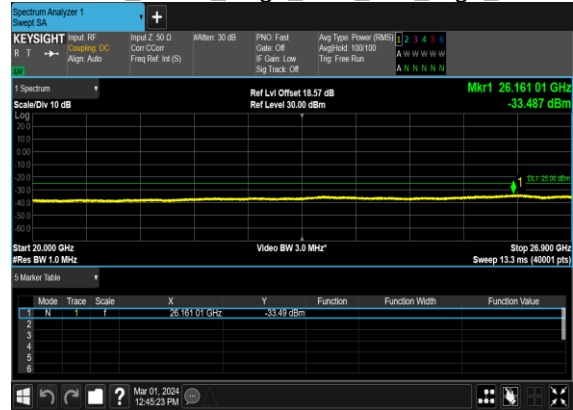 Spectrum Analyzer 1
Swept SA
+
KEYSIGHT Input: RF Input Z: 50 Ω #Atten: 30 dB PNO: Fast Avg Type: Power (RMS) 1 2 3 4 5 6
R T Coupling: DC Corr CCorr Gate: Off Avg|Hold: 100/100 A W W W W W
Align: Auto Freq Ref: Int (S) IF Gain: Low Trig: Free Run
Sig Track: Off A N N N N N
1 Spectrum Ref Lvl Offset 18.57 dB Mkr1 26.161 01 GHz
Scale/Div 10 dB Ref Level 30.00 dBm -33.487 dBm
Log
20.0
10.0
0.00
-10.0
-20.0
1 DL1 -25.00 dBm
-30.0
-40.0
-50.0
-60.0
Start 20.000 GHz Video BW 3.0 MHz* Stop 26.900 GHz
#Res BW 1.0 MHz Sweep 13.3 ms (40001 pts)
5 Marker Table
Mode Trace Scale X Y Function Function Width Function Value
1 N 1 f 26.161 01 GHz -33.49 dBm
2
3
4
5
6
? Mar 01, 2024
12:45:23 PM